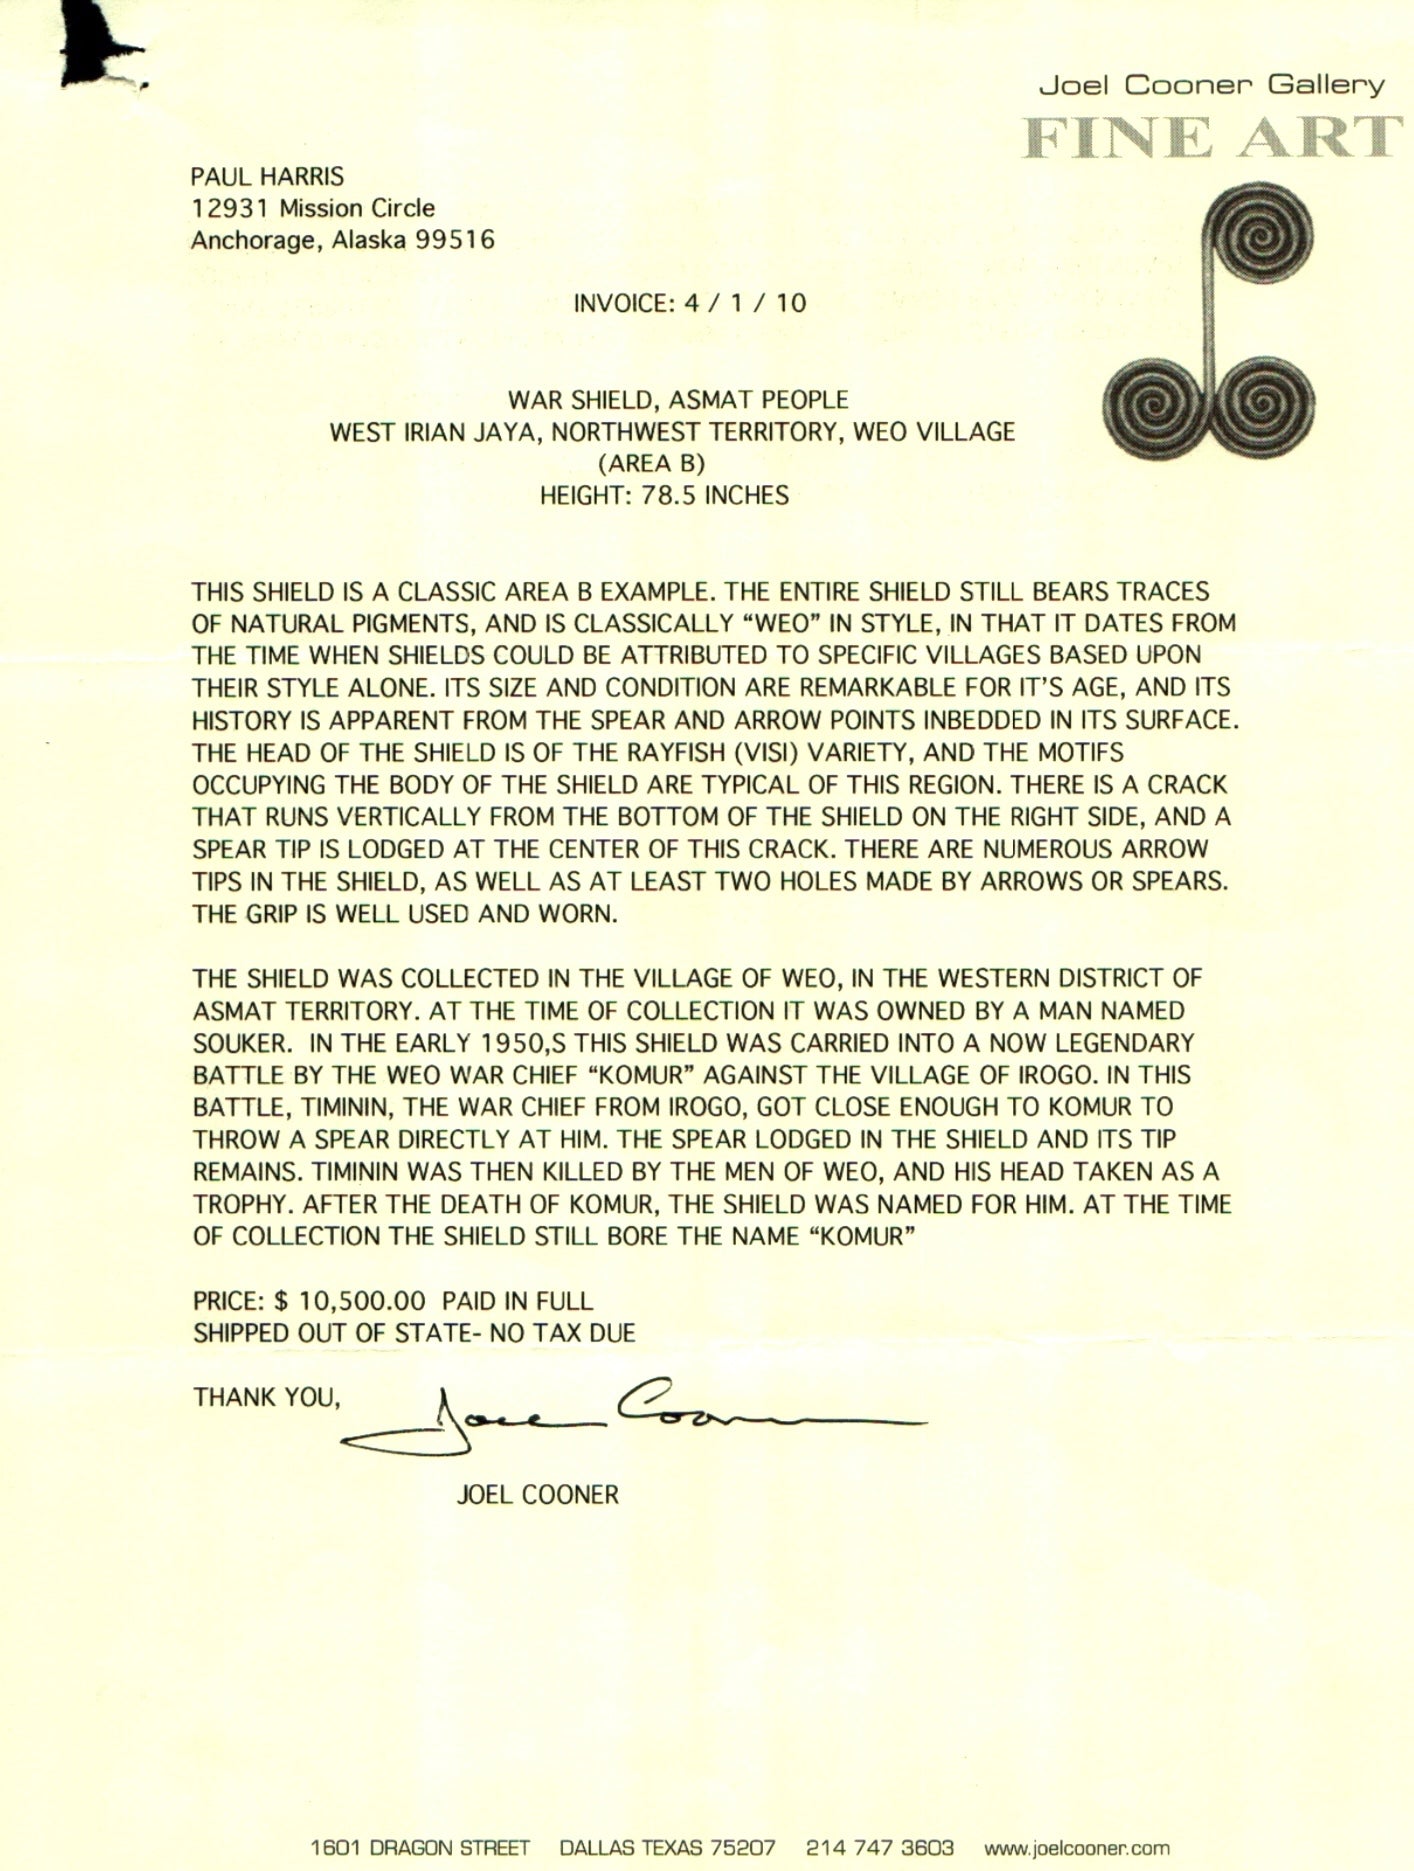 Joel Cooner Gallery
FINE ART
PAUL HARRIS
12931 Mission Circle
Anchorage, Alaska 99516
INVOICE: 4 / 1 / 10
WAR SHIELD, ASMAT PEOPLE
WEST IRIAN JAYA, NORTHWEST TERRITORY, WEO VILLAGE
(AREA B)
HEIGHT: 78.5 INCHES
THIS SHIELD IS A CLASSIC AREA B EXAMPLE. THE ENTIRE SHIELD STILL BEARS TRACES
OF NATURAL PIGMENTS, AND IS CLASSICALLY “WEO” IN STYLE, IN THAT IT DATES FROM
THE TIME WHEN SHIELDS COULD BE ATTRIBUTED TO SPECIFIC VILLAGES BASED UPON
THEIR STYLE ALONE. ITS SIZE AND CONDITION ARE REMARKABLE FOR IT'S AGE, AND ITS
HISTORY IS APPARENT FROM THE SPEAR AND ARROW POINTS INBEDDED IN ITS SURFACE.
THE HEAD OF THE SHIELD IS OF THE RAYFISH (VISI) VARIETY, AND THE MOTIFS
OCCUPYING THE BODY OF THE SHIELD ARE TYPICAL OF THIS REGION. THERE IS A CRACK
THAT RUNS VERTICALLY FROM THE BOTTOM OF THE SHIELD ON THE RIGHT SIDE, AND A
SPEAR TIP IS LODGED AT THE CENTER OF THIS CRACK. THERE ARE NUMEROUS ARROW
TIPS IN THE SHIELD, AS WELL AS AT LEAST TWO HOLES MADE BY ARROWS OR SPEARS.
THE GRIP IS WELL USED AND WORN.
THE SHIELD WAS COLLECTED IN THE VILLAGE OF WEO, IN THE WESTERN DISTRICT OF
ASMAT TERRITORY. AT THE TIME OF COLLECTION IT WAS OWNED BY A MAN NAMED
SOUKER. IN THE EARLY 1950,S THIS SHIELD WAS CARRIED INTO A NOW LEGENDARY
BATTLE BY THE WEO WAR CHIEF “KOMUR” AGAINST THE VILLAGE OF IROGO. IN THIS
BATTLE, TIMININ, THE WAR CHIEF FROM IROGO, GOT CLOSE ENOUGH TO KOMUR TO
THROW A SPEAR DIRECTLY AT HIM. THE SPEAR LODGED IN THE SHIELD AND ITS TIP
REMAINS. TIMININ WAS THEN KILLED BY THE MEN OF WEO, AND HIS HEAD TAKEN AS A
TROPHY. AFTER THE DEATH OF KOMUR, THE SHIELD WAS NAMED FOR HIM. AT THE TIME
OF COLLECTION THE SHIELD STILL BORE THE NAME “KOMUR”
PRICE: $ 10,500.00 PAID IN FULL
SHIPPED OUT OF STATE- NO TAX DUE
THANK YOU,
Joel Cooner
JOEL COONER
1601 DRAGON STREET DALLAS TEXAS 75207 214 747 3603 www.joelcooner.com